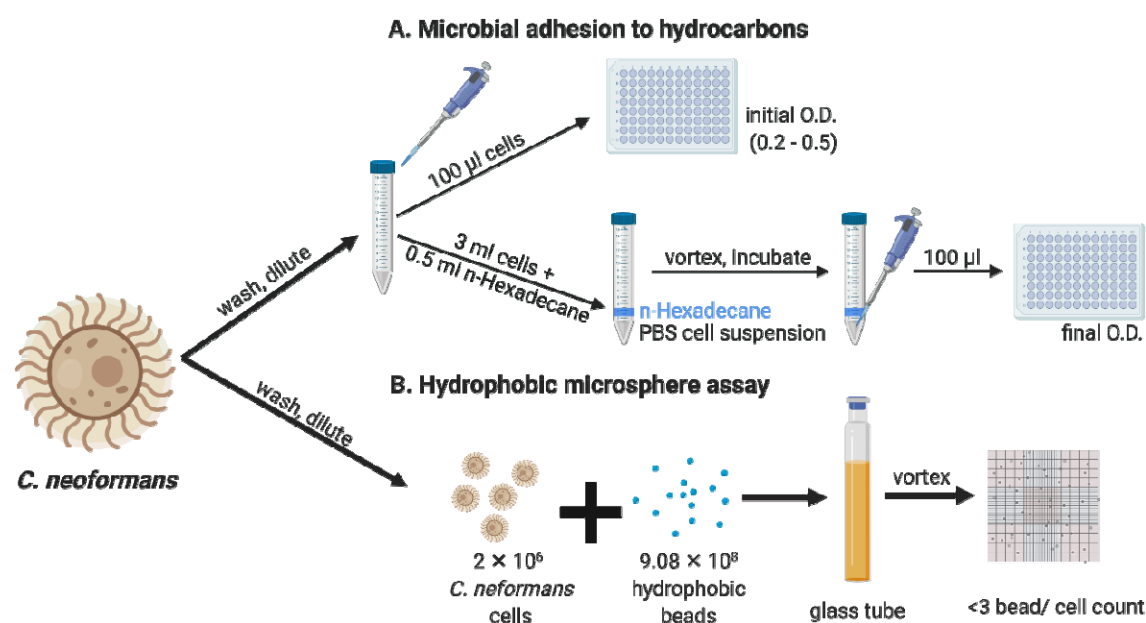 A. Microbial adhesion to hydrocarbons
100 µl cells
initial O.D.
(0.2 - 0.5)
wash, dilute
3 ml cells +
0.5 ml n-Hexadecane
vortex, Incubate
100 µl
n-Hexadecane
PBS cell suspension
final O.D.
C. neoformans
wash, dilute
B. Hydrophobic microsphere assay
2 × 10⁶
C. neformans
cells
9.08 × 10⁸
hydrophobic
beads
glass tube
vortex
<3 bead/ cell count